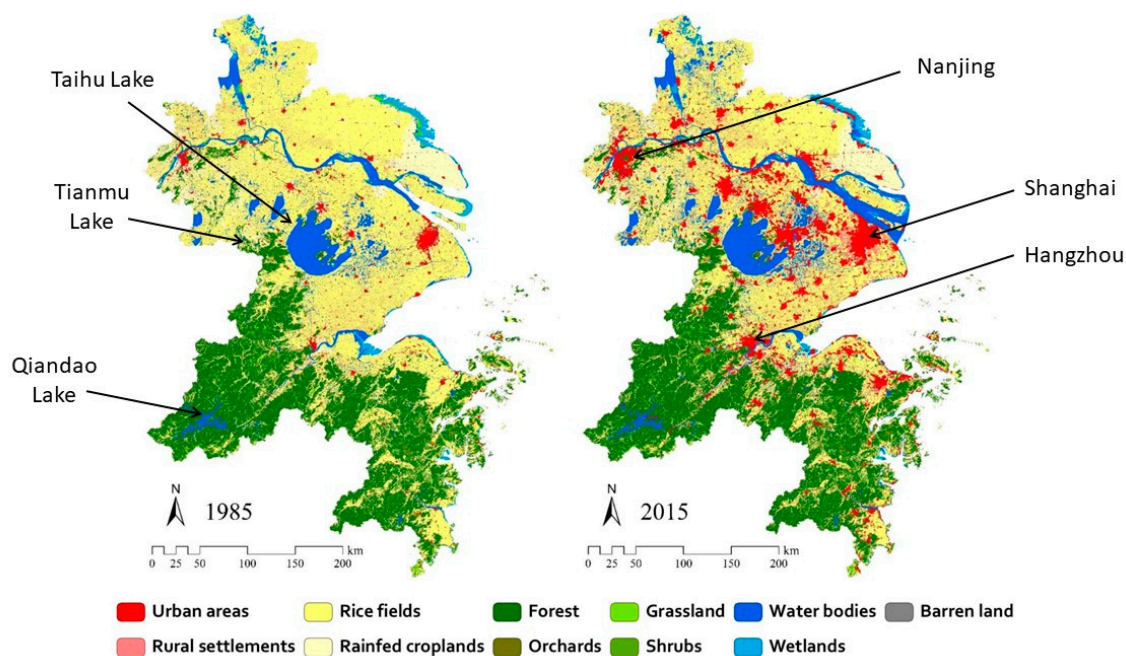 Taihu Lake
Tianmu
Lake
Qiandao
Lake
N
1985
km
0 25 50 100 150 200
Nanjing
Shanghai
Hangzhou
N
2015
km
0 25 50 100 150 200
Urban areas Rice fields Forest Grassland Water bodies Barren land
Rural settlements Rainfed croplands Orchards Shrubs Wetlands